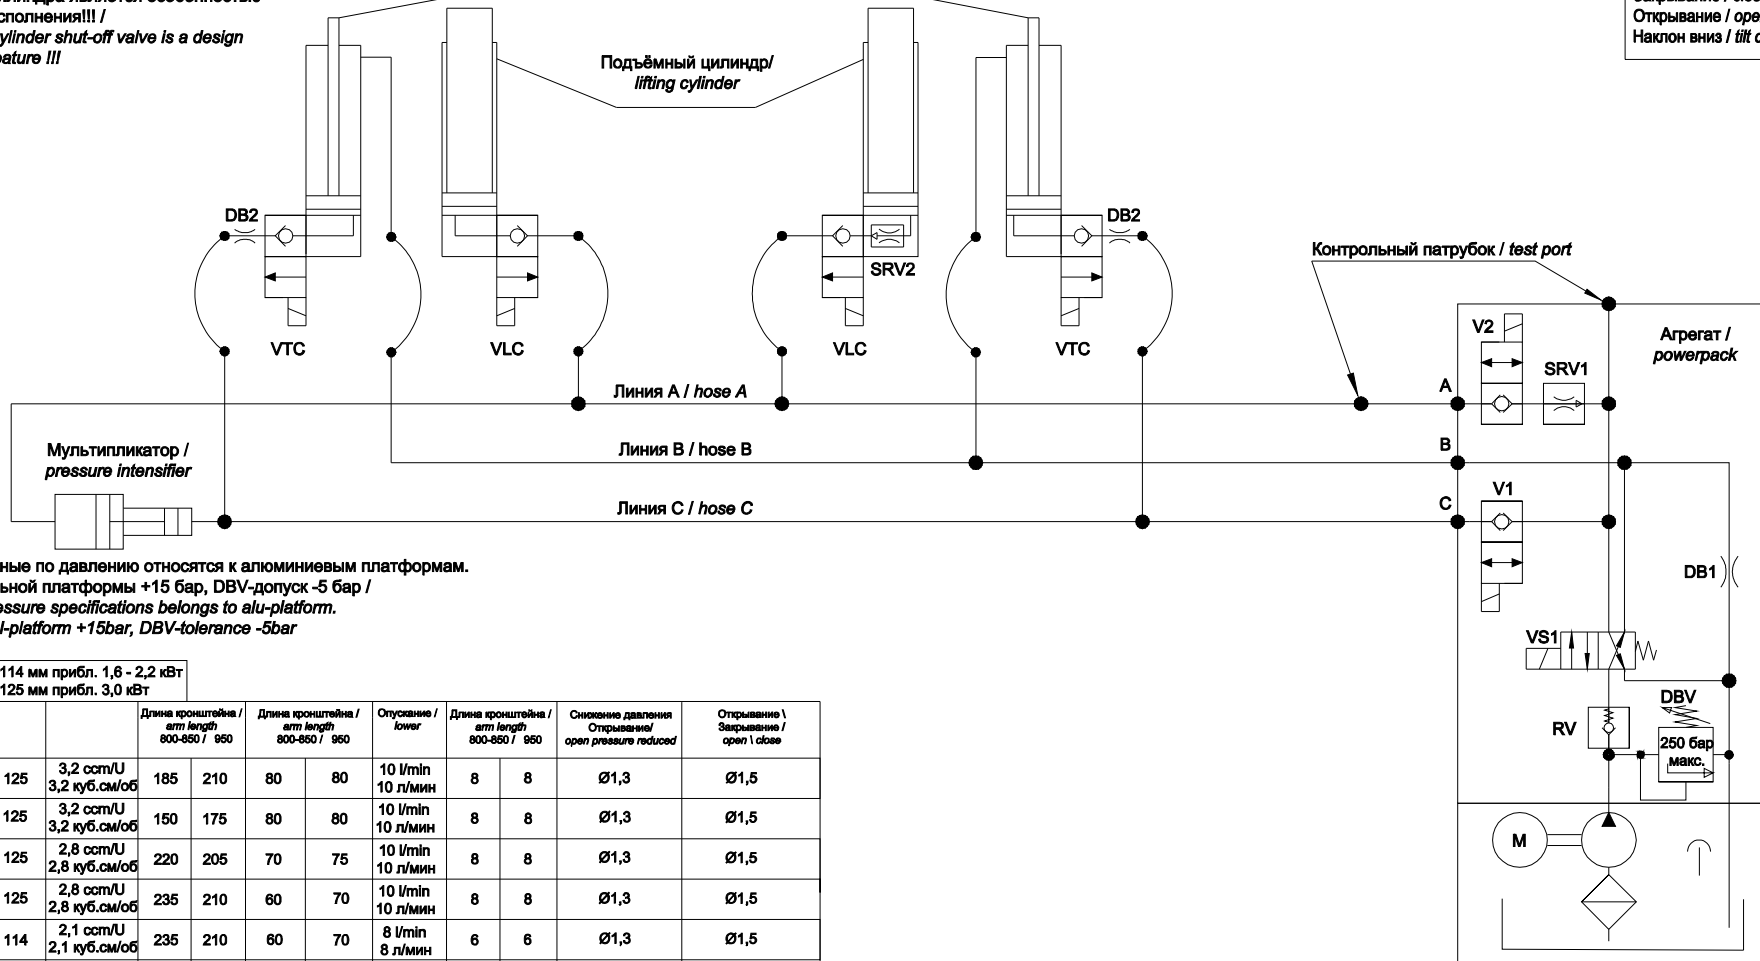 сполнения!!! /
ylinder shut-off valve is a design
eature !!!
Подъёмный цилиндр/
lifting cylinder
Открывание / ope
Наклон вниз / tilt
DB2
VTC
VLC
SRV2
VLC
DB2
VTC
Контрольный патрубок / test port
Агрегат /
powerpack
V2
SRV1
A
Линия A / hose A
B
Линия B / hose B
C
Линия C / hose C
V1
Мультипликатор /
pressure intensifier
DB1
VS1
DBV
RV
250 бар
макс.
M
ные по давлению относятся к алюминиевым платформам.
ьной платформы +15 бар, DBV-допуск -5 бар /
essure specifications belongs to alu-platform.
l-platform +15bar, DBV-tolerance -5bar
114 мм прибл. 1,6 - 2,2 кВт
125 мм прибл. 3,0 кВт
Длина кронштейна /
arm length
800-850 / 950
Длина кронштейна /
arm length
800-850 / 950
Опускание /
lower
Длина кронштейна /
arm length
800-850 / 950
Снижение давления
Открывание/
open pressure reduced
Открывание \
Закрывание /
open \ close
125 3,2 ccm/U 3,2 куб.см/об 185 210 80 80 10 l/min 10 л/мин 8 8 Ø1,3 Ø1,5
125 3,2 ccm/U 3,2 куб.см/об 150 175 80 80 10 l/min 10 л/мин 8 8 Ø1,3 Ø1,5
125 2,8 ccm/U 2,8 куб.см/об 220 205 70 75 10 l/min 10 л/мин 8 8 Ø1,3 Ø1,5
125 2,8 ccm/U 2,8 куб.см/об 235 210 60 70 10 l/min 10 л/мин 8 8 Ø1,3 Ø1,5
114 2,1 ccm/U 2,1 куб.см/об 235 210 60 70 8 l/min 8 л/мин 6 6 Ø1,3 Ø1,5